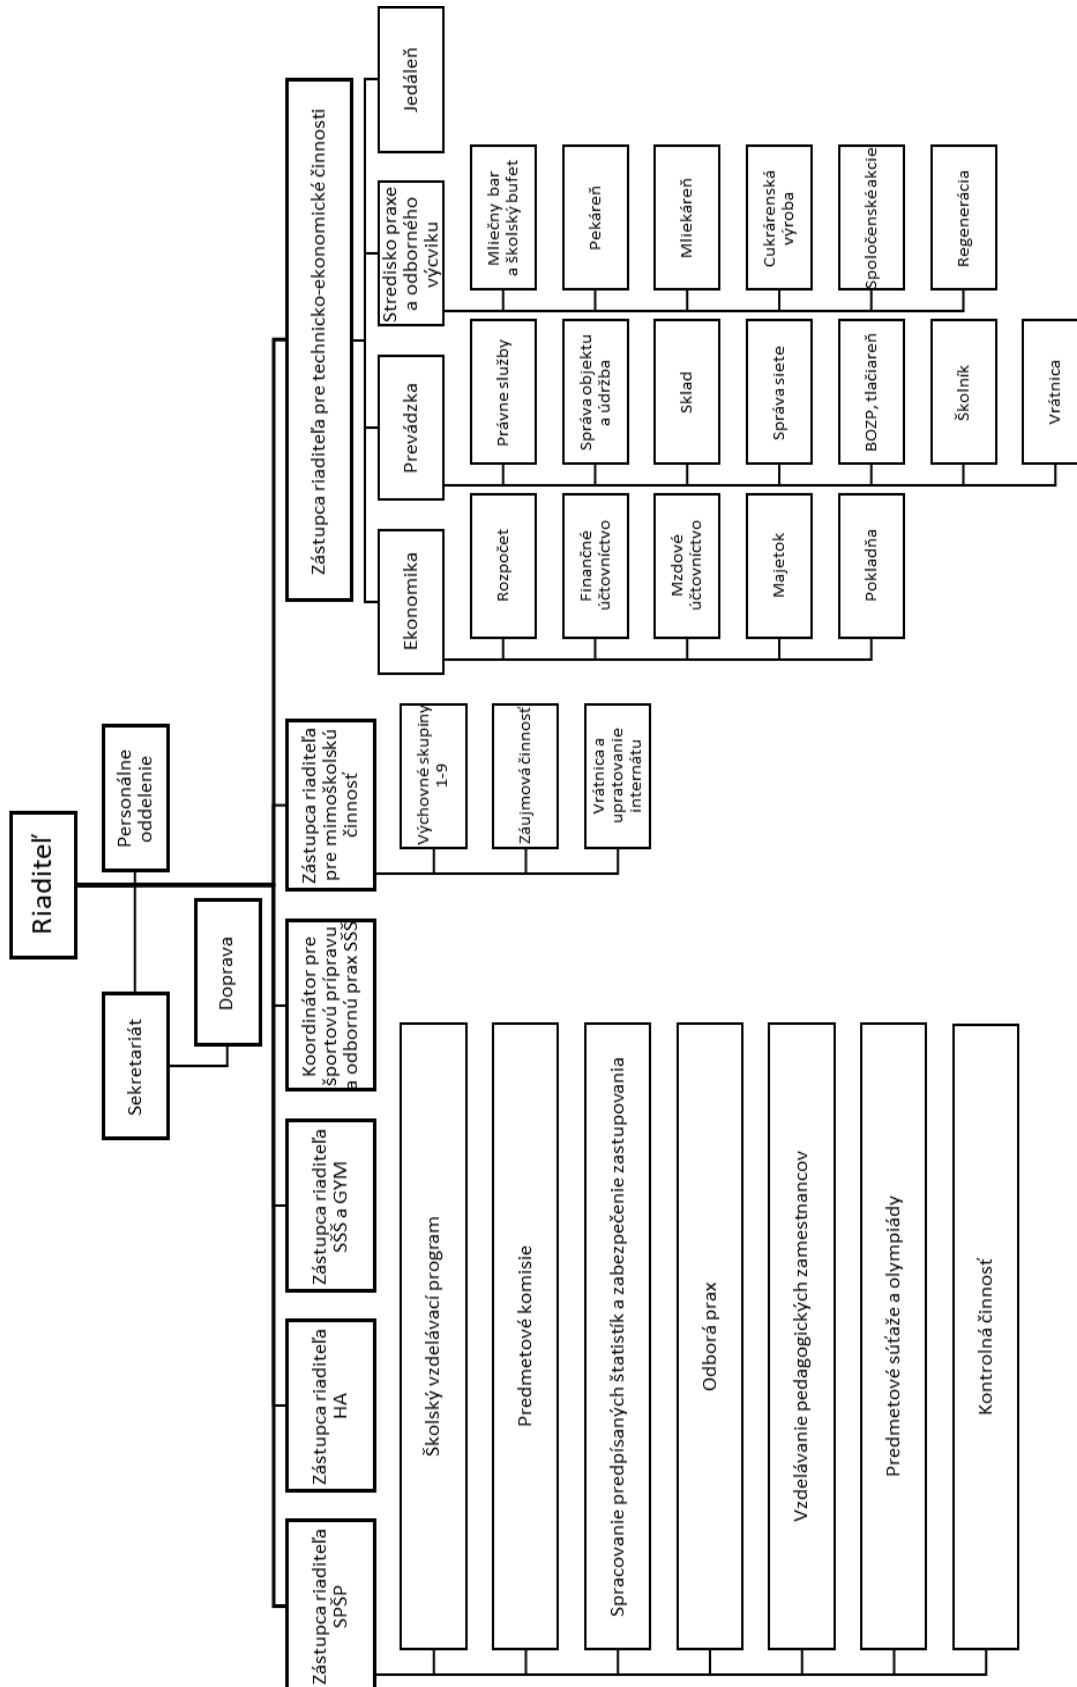 Riaditeľ
Sekretariát
Personálne
oddelenie
Doprava
Zástupca riaditeľa
SPŠP
Zástupca riaditeľa
HA
Zástupca riaditeľa
SŠŠ a GYM
Koordinátor pre
športovú prípravu
a odbornú prax SŠŠ
Zástupca riaditeľa
pre mimoškolskú
činnosť
Zástupca riaditeľa pre technicko-ekonomické činnosti
Školský vzdelávací program
Predmetové komisie
Spracovanie predpísaných štatistík a zabezpečenie zastupovania
Odborá prax
Vzdelávanie pedagogických zamestnancov
Predmetové súťaže a olympiády
Kontrolná činnosť
Výchovné skupiny
1-9
Záujmová činnosť
Vrátnica a
upratovanie
internátu
Ekonomika
Rozpočet
Finančné
účtovníctvo
Mzdové
účtovníctvo
Majetok
Pokladňa
Prevádzka
Právne služby
Správa objektu
a údržba
Sklad
Správa siete
BOZP, tlačiareň
Školník
Vrátnica
Stredisko praxe
a odborného
výcviku
Mliečny bar
a školský bufet
Pekáreň
Mliekáreň
Cukrárenská
výroba
Spoločenské akcie
Regenerácia
Jedáleň